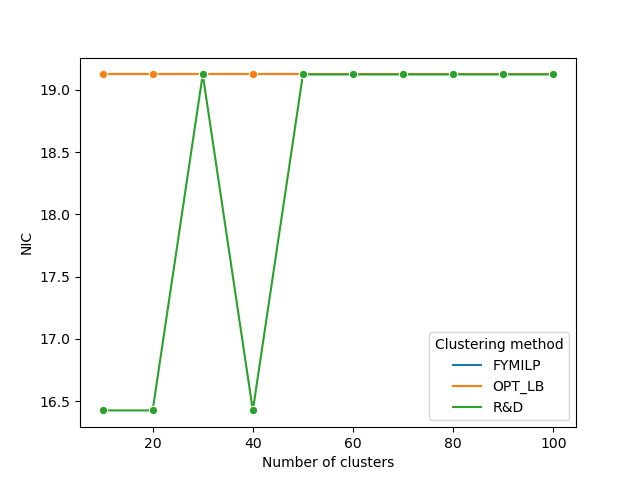 19.0
18.5
18.0
17.5
17.0
16.5
NIC
20
40
60
80
100
Number of clusters
Clustering method
FYMILP
OPT_LB
R&D